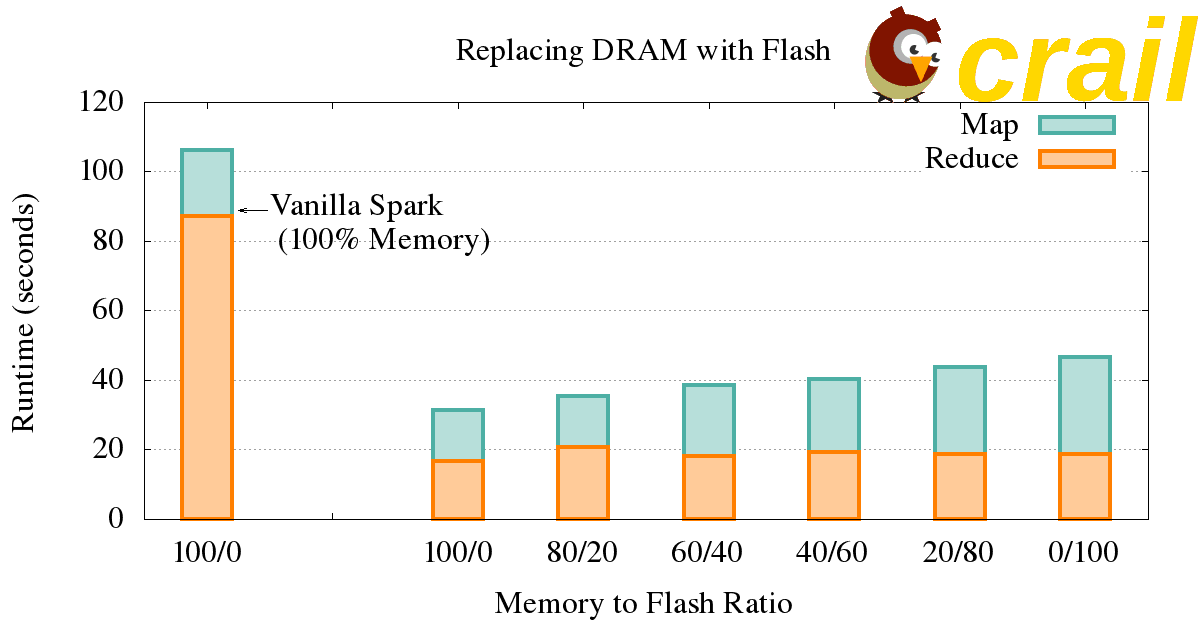 Replacing DRAM with Flash
crail
120
100
80
60
40
20
0
Runtime (seconds)
Map
Reduce
Vanilla Spark
(100% Memory)
100/0 100/0 80/20 60/40 40/60 20/80 0/100
Memory to Flash Ratio